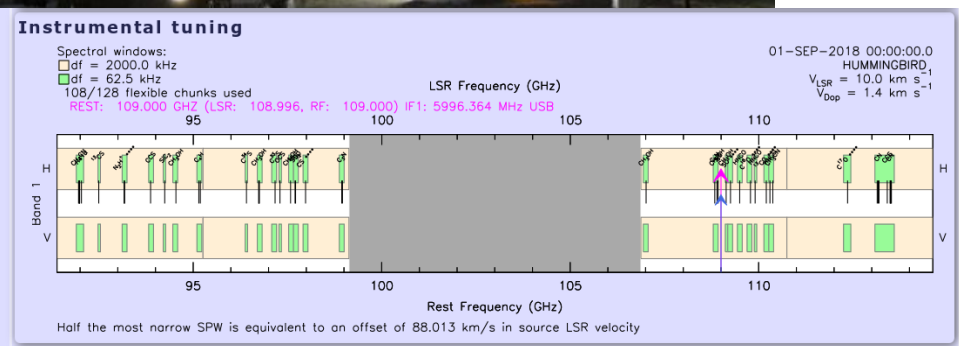 Instrumental tuning
Spectral windows:
df = 2000.0 kHz
df = 62.5 kHz
108/128 flexible chunks used
REST: 109.000 GHZ (LSR: 108.996, RF: 109.000) IF1: 5996.364 MHz USB
01-SEP-2018 00:00:00.0
HUMMINGBIRD
V_LSR = 10.0 km s^-1
V_Dop = 1.4 km s^-1
LSR Frequency (GHz)
95 100 105 110
H H
Band 1
V V
95 100 105 110
Rest Frequency (GHz)
Half the most narrow SPW is equivalent to an offset of 88.013 km/s in source LSR velocity